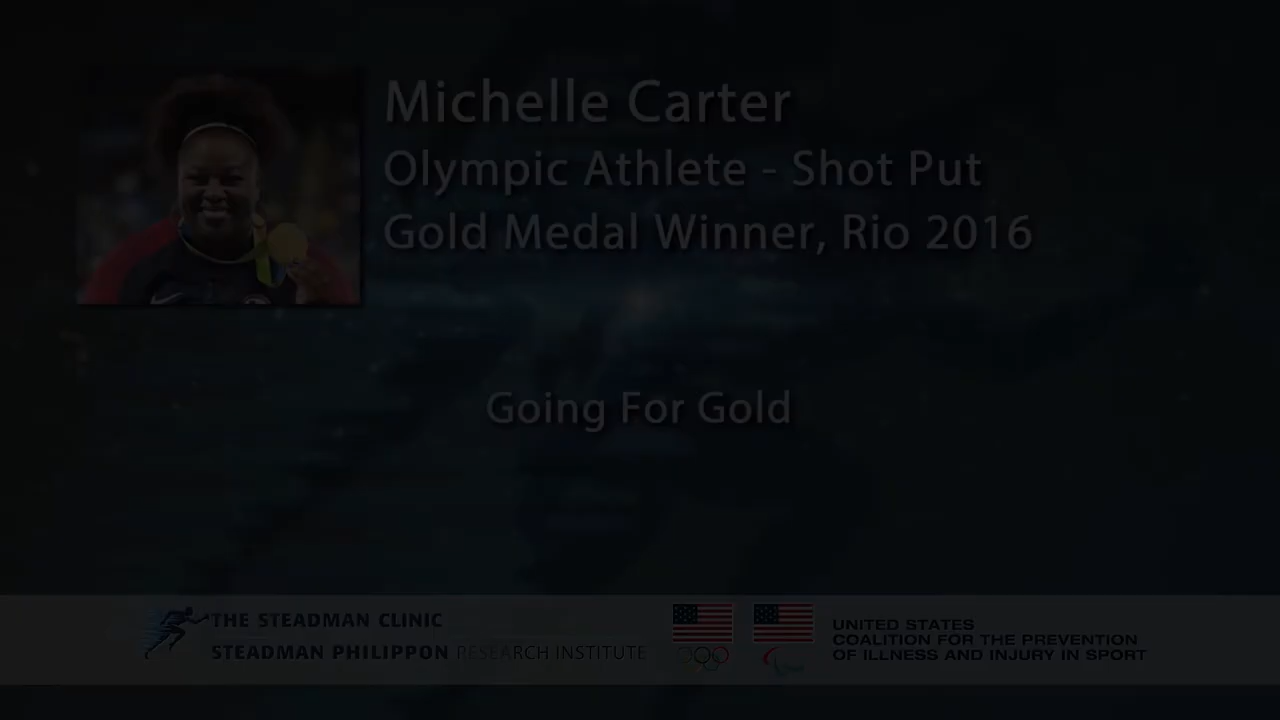 Michelle Carter
Olympic Athlete - Shot Put
Gold Medal Winner, Rio 2016
Going For Gold
THE STEADMAN CLINIC
STEADMAN PHILIPPON RESEARCH INSTITUTE
UNITED STATES
COALITION FOR THE PREVENTION
OF ILLNESS AND INJURY IN SPORT